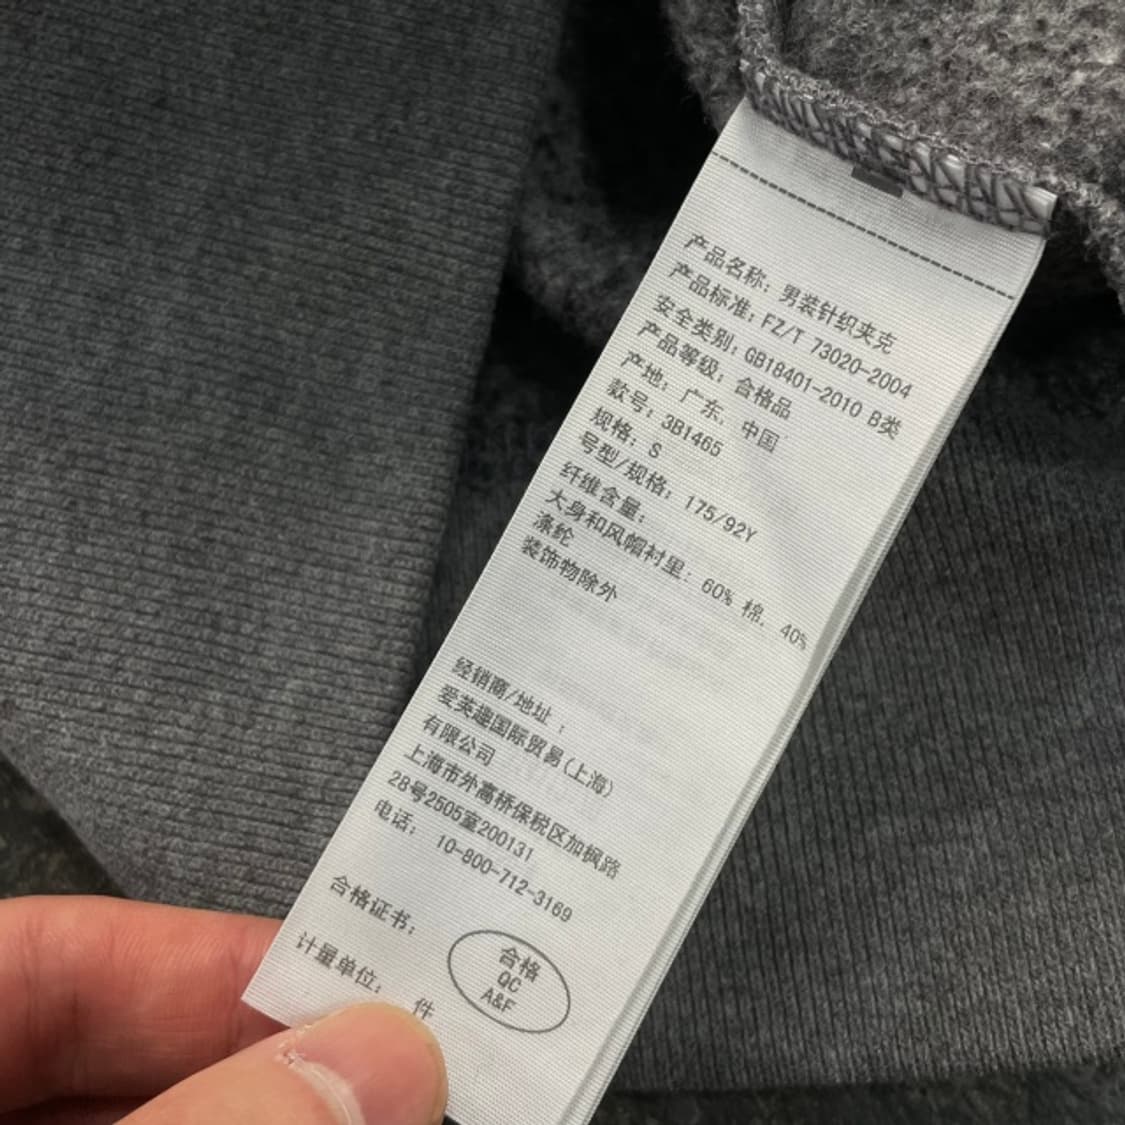 产品名称：男装针织夹克
产品标准：FZ/T 73020-2004
安全类别：GB18401-2010 B类
产品等级：合格品
产地：广东，中国
款号：3B1465
规格：S
号型/规格：175/92Y
纤维含量：
大身和风帽衬里：60% 棉，40%
涤纶
装饰物除外
经销商/地址：
爱芙趣国际贸易(上海)
有限公司
上海市外高桥保税区加枫路
28号2505室200131
电话： 10-800-712-3169
合格证书：
合格
QC
A&F
计量单位： 件